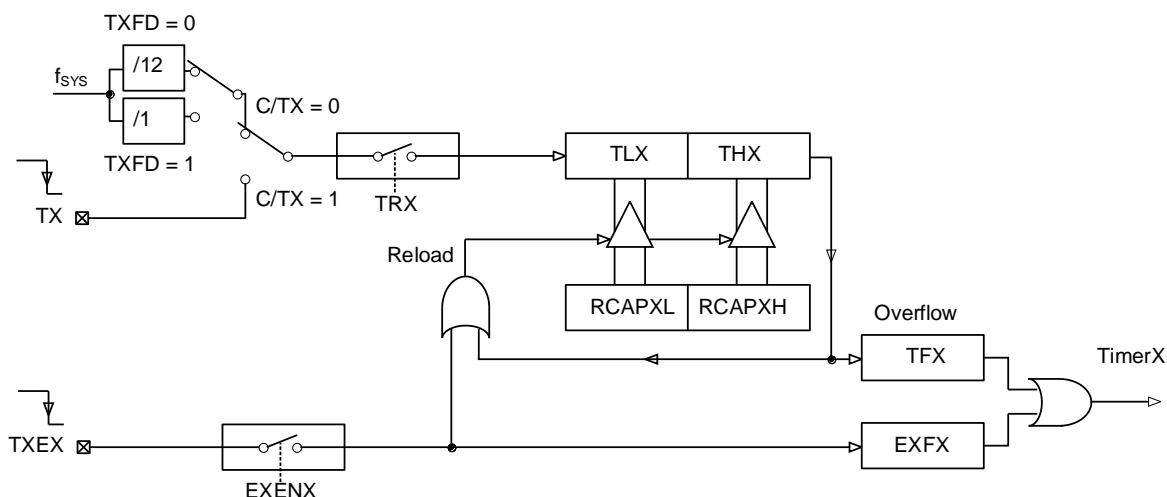 TXFD = 0
/12
fSYS
C/TX = 0
/1
TXFD = 1
TLX THX
C/TX = 1
TRX
TX
Reload
RCAPXL RCAPXH
Overflow
TFX
TimerX
TXEX
EXFX
EXENX